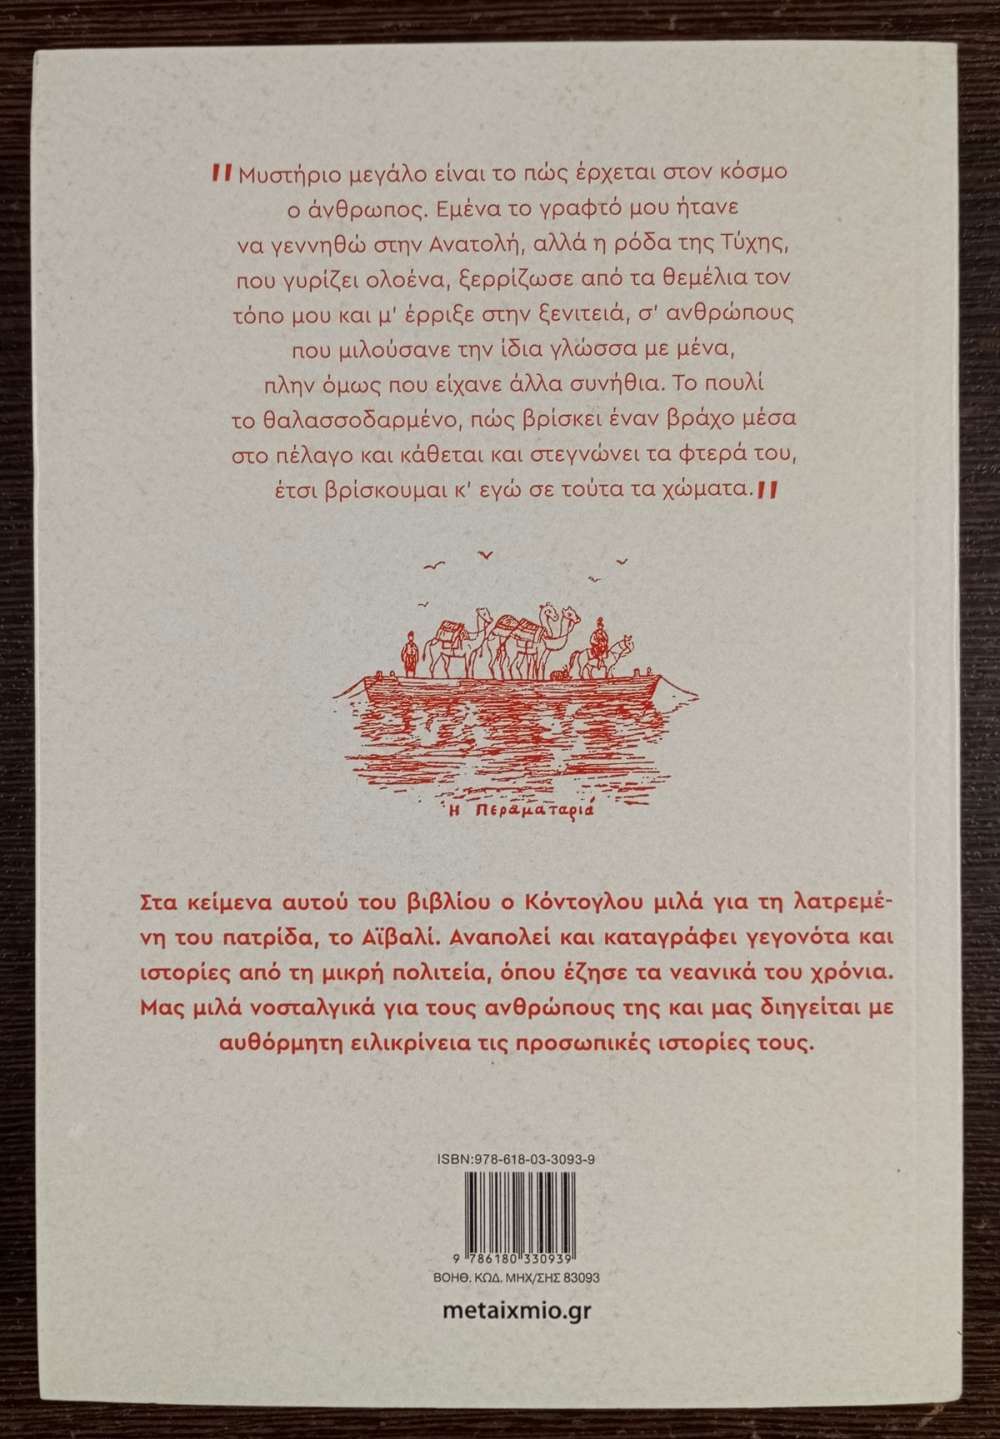 "Μυστήριο μεγάλο είναι το πώς έρχεται στον κόσμο
ο άνθρωπος. Εμένα το γραφτό μου ήτανε
να γεννηθώ στην Ανατολή, αλλά η ρόδα της Τύχης,
που γυρίζει ολοένα, ξερρίζωσε από τα θεμέλια τον
τόπο μου και μ' έρριξε στην ξενιτειά, σ' ανθρώπους
που μιλούσανε την ίδια γλώσσα με μένα,
πλην όμως που είχανε άλλα συνήθια. Το πουλί
το θαλασσοδαρμένο, πώς βρίσκει έναν βράχο μέσα
στο πέλαγο και κάθεται και στεγνώνει τα φτερά του,
έτσι βρίσκουμαι κ' εγώ σε τούτα τα χώματα."
Ἡ Περαματαριά
Στα κείμενα αυτού του βιβλίου ο Κόντογλου μιλά για τη λατρεμέ-
νη του πατρίδα, το Αϊβαλί. Αναπολεί και καταγράφει γεγονότα και
ιστορίες από τη μικρή πολιτεία, όπου έζησε τα νεανικά του χρόνια.
Μας μιλά νοσταλγικά για τους ανθρώπους της και μας διηγείται με
αυθόρμητη ειλικρίνεια τις προσωπικές ιστορίες τους.
ISBN:978-618-03-3093-9
9 786180 330939
ΒΟΗΘ. ΚΩΔ. ΜΗΧ/ΣΗΣ 83093
metaixmio.gr